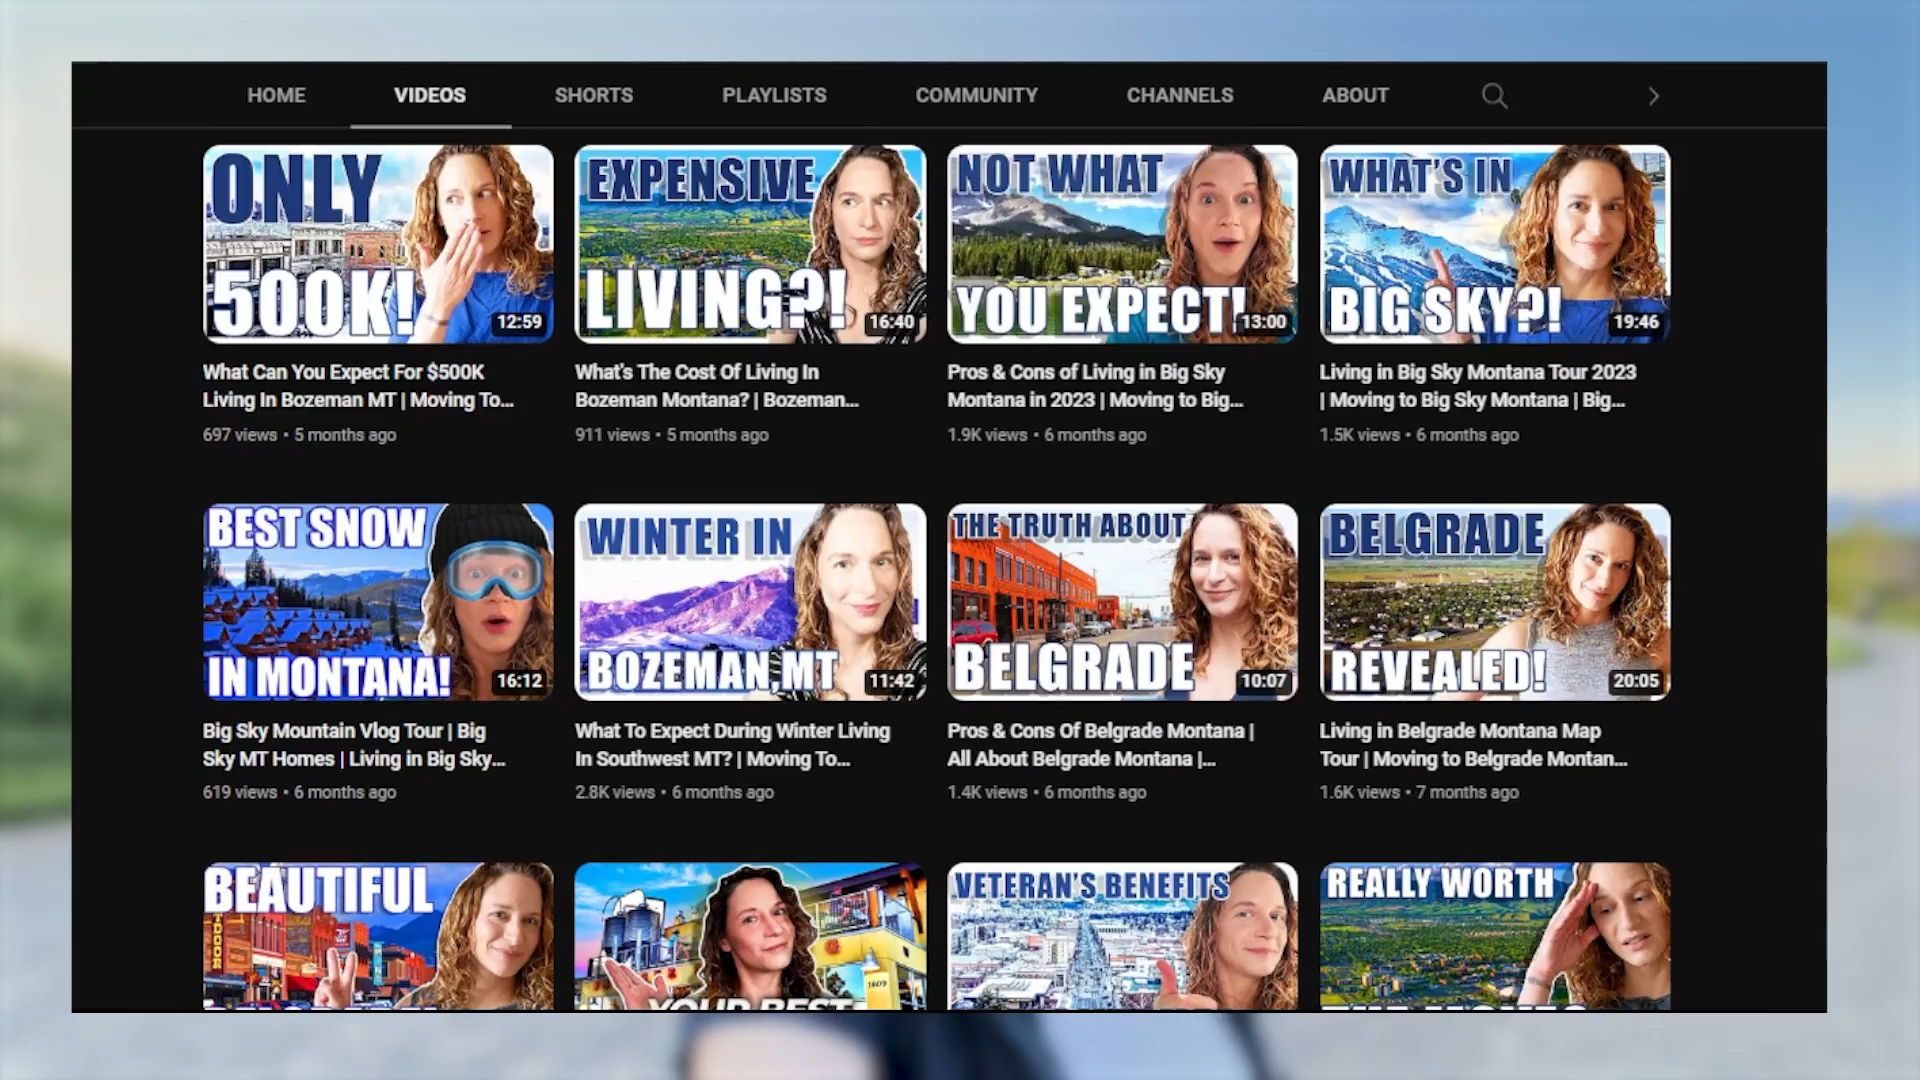 HOME VIDEOS SHORTS PLAYLISTS COMMUNITY CHANNELS ABOUT
ONLY
500K!
12:59
EXPENSIVE
LIVING?!
16:40
NOT WHAT
YOU EXPECT!
13:00
WHAT'S IN
BIG SKY?!
19:46
What Can You Expect For $500K
Living In Bozeman MT | Moving To...
697 views • 5 months ago
What's The Cost Of Living In
Bozeman Montana? | Bozeman...
911 views • 5 months ago
Pros & Cons of Living in Big Sky
Montana in 2023 | Moving to Big...
1.9K views • 6 months ago
Living in Big Sky Montana Tour 2023
| Moving to Big Sky Montana | Big...
1.5K views • 6 months ago
BEST SNOW
IN MONTANA!
16:12
WINTER IN
BOZEMAN,MT
11:42
THE TRUTH ABOUT
BELGRADE
10:07
BELGRADE
REVEALED!
20:05
Big Sky Mountain Vlog Tour | Big
Sky MT Homes | Living in Big Sky...
619 views • 6 months ago
What To Expect During Winter Living
In Southwest MT? | Moving To...
2.8K views • 6 months ago
Pros & Cons Of Belgrade Montana |
All About Belgrade Montana |...
1.4K views • 6 months ago
Living in Belgrade Montana Map
Tour | Moving to Belgrade Montan...
1.6K views • 7 months ago
BEAUTIFUL
YOUR BEST
1609
VETERAN'S BENEFITS
REALLY WORTH